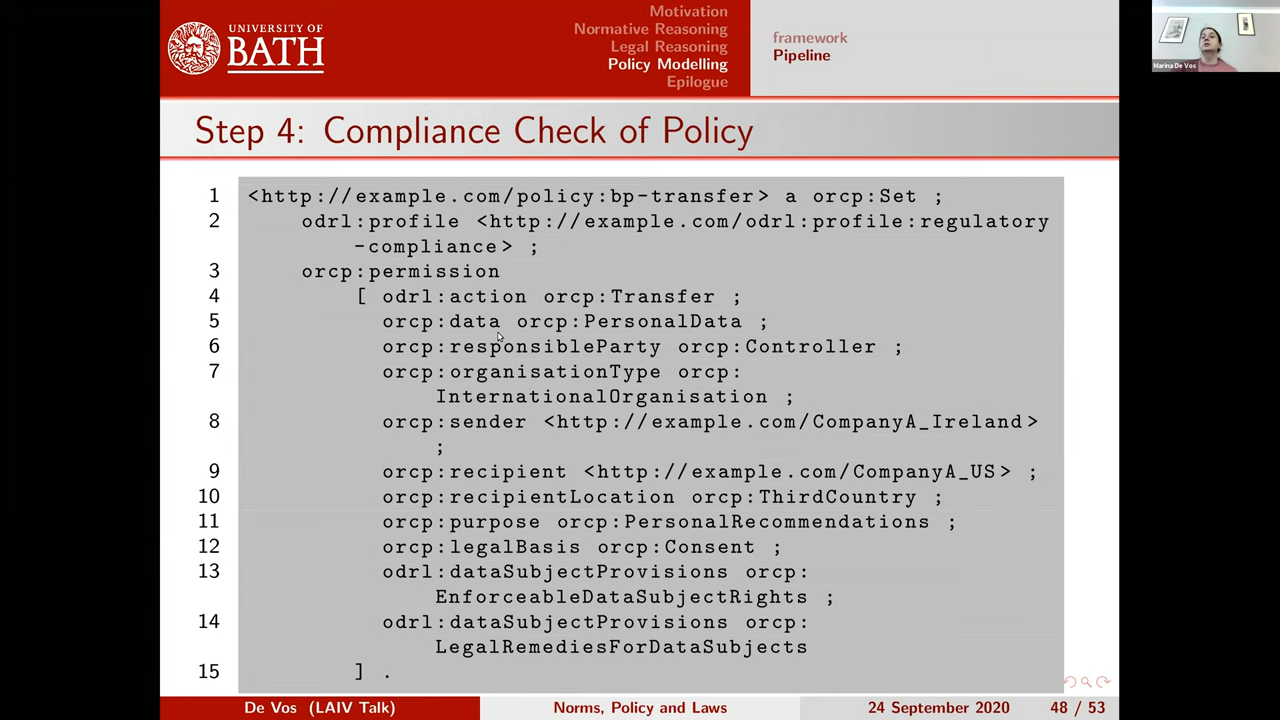 UNIVERSITY OF
BATH
Motivation
Normative Reasoning
Legal Reasoning
Policy Modelling
Epilogue
framework
Pipeline
Marina De Vos
Step 4: Compliance Check of Policy
1 <http://example.com/policy:bp-transfer> a orcp:Set ;
2 odrl:profile <http://example.com/odrl:profile:regulatory
-compliance> ;
3 orcp:permission
4 [ odrl:action orcp:Transfer ;
5 orcp:data orcp:PersonalData ;
6 orcp:responsibleParty orcp:Controller ;
7 orcp:organisationType orcp:
InternationalOrganisation ;
8 orcp:sender <http://example.com/CompanyA_Ireland>
;
9 orcp:recipient <http://example.com/CompanyA_US> ;
10 orcp:recipientLocation orcp:ThirdCountry ;
11 orcp:purpose orcp:PersonalRecommendations ;
12 orcp:legalBasis orcp:Consent ;
13 odrl:dataSubjectProvisions orcp:
EnforceableDataSubjectRights ;
14 odrl:dataSubjectProvisions orcp:
LegalRemediesForDataSubjects
15 ] .
De Vos (LAIV Talk) Norms, Policy and Laws 24 September 2020 48 / 53